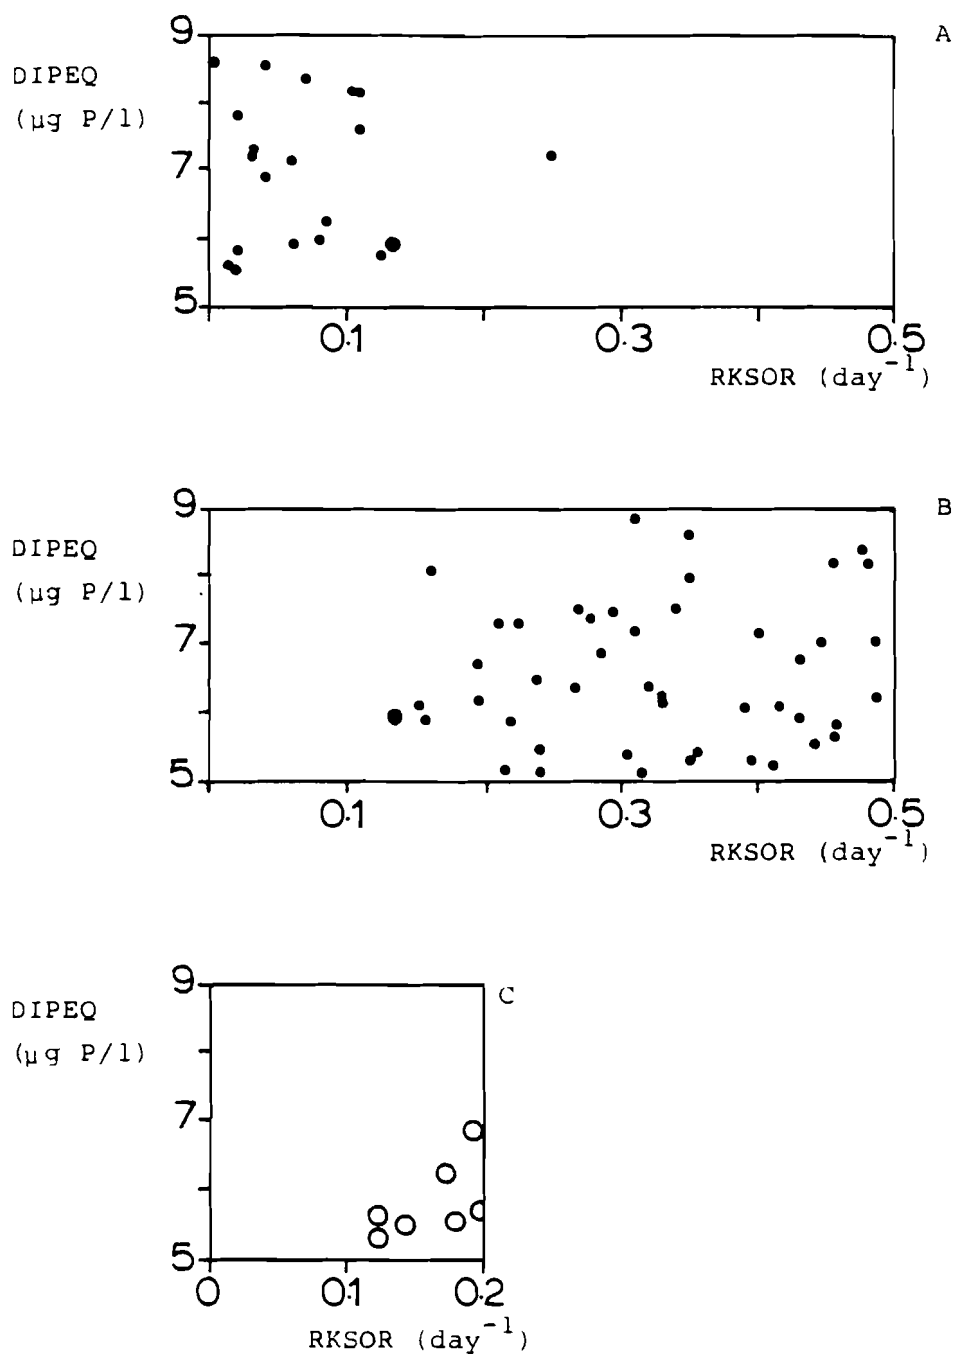 A
9
DIPEQ
(µg P/l)
7
5
0.1 0.3 0.5
RKSOR (day⁻¹)
B
9
DIPEQ
(µg P/l)
7
5
0.1 0.3 0.5
RKSOR (day⁻¹)
C
9
DIPEQ
(µg P/l)
7
5
0 0.1 0.2
RKSOR (day⁻¹)